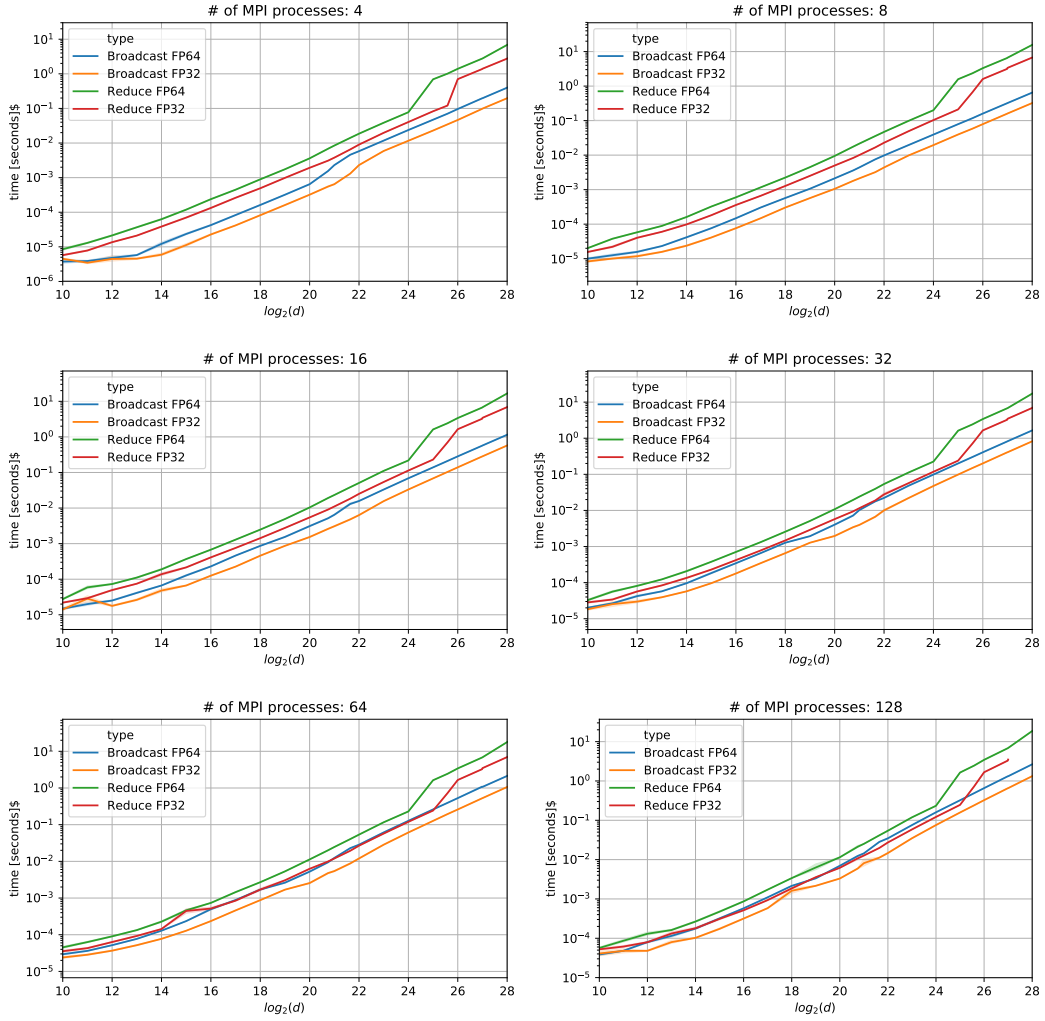 # of MPI processes: 4
time [seconds]$
10^1
10^0
10^-1
10^-2
10^-3
10^-4
10^-5
10^-6
type
Broadcast FP64
Broadcast FP32
Reduce FP64
Reduce FP32
10 12 14 16 18 20 22 24 26 28
log_2(d)
# of MPI processes: 8
time [seconds]$
10^1
10^0
10^-1
10^-2
10^-3
10^-4
10^-5
type
Broadcast FP64
Broadcast FP32
Reduce FP64
Reduce FP32
10 12 14 16 18 20 22 24 26 28
log_2(d)
# of MPI processes: 16
time [seconds]$
10^1
10^0
10^-1
10^-2
10^-3
10^-4
10^-5
type
Broadcast FP64
Broadcast FP32
Reduce FP64
Reduce FP32
10 12 14 16 18 20 22 24 26 28
log_2(d)
# of MPI processes: 32
time [seconds]$
10^1
10^0
10^-1
10^-2
10^-3
10^-4
10^-5
type
Broadcast FP64
Broadcast FP32
Reduce FP64
Reduce FP32
10 12 14 16 18 20 22 24 26 28
log_2(d)
# of MPI processes: 64
time [seconds]$
10^1
10^0
10^-1
10^-2
10^-3
10^-4
10^-5
type
Broadcast FP64
Broadcast FP32
Reduce FP64
Reduce FP32
10 12 14 16 18 20 22 24 26 28
log_2(d)
# of MPI processes: 128
time [seconds]$
10^1
10^0
10^-1
10^-2
10^-3
10^-4
10^-5
type
Broadcast FP64
Broadcast FP32
Reduce FP64
Reduce FP32
10 12 14 16 18 20 22 24 26 28
log_2(d)